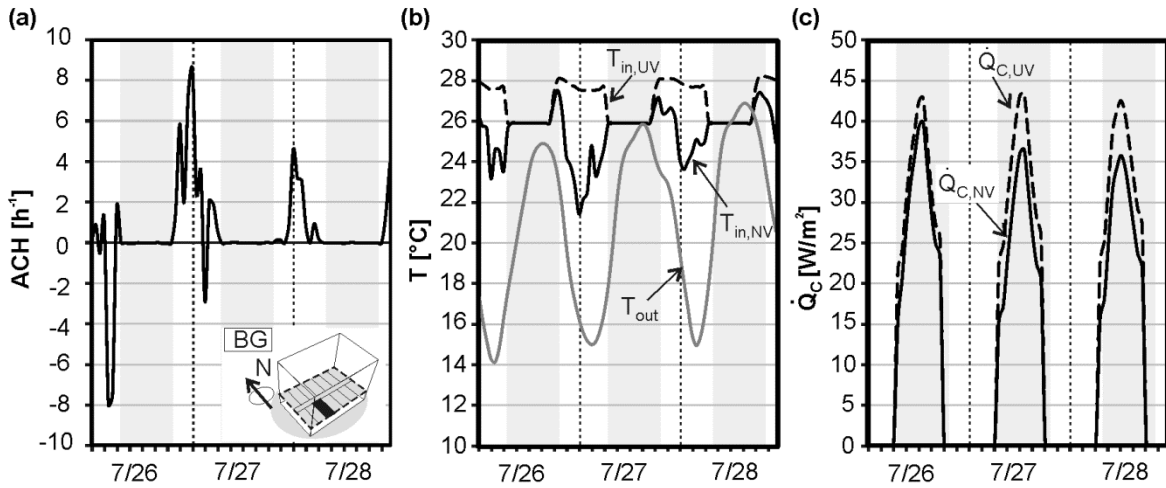 (a)
ACH [h⁻¹]
10
8
6
4
2
0
-2
-4
-6
-8
-10
BG
N
7/26 7/27 7/28
(b)
T [°C]
30
28
26
24
22
20
18
16
14
12
10
T_in,UV
T_in,NV
T_out
7/26 7/27 7/28
(c)
Q̇_C [W/m²]
50
45
40
35
30
25
20
15
10
5
0
Q̇_C,UV
Q̇_C,NV
7/26 7/27 7/28